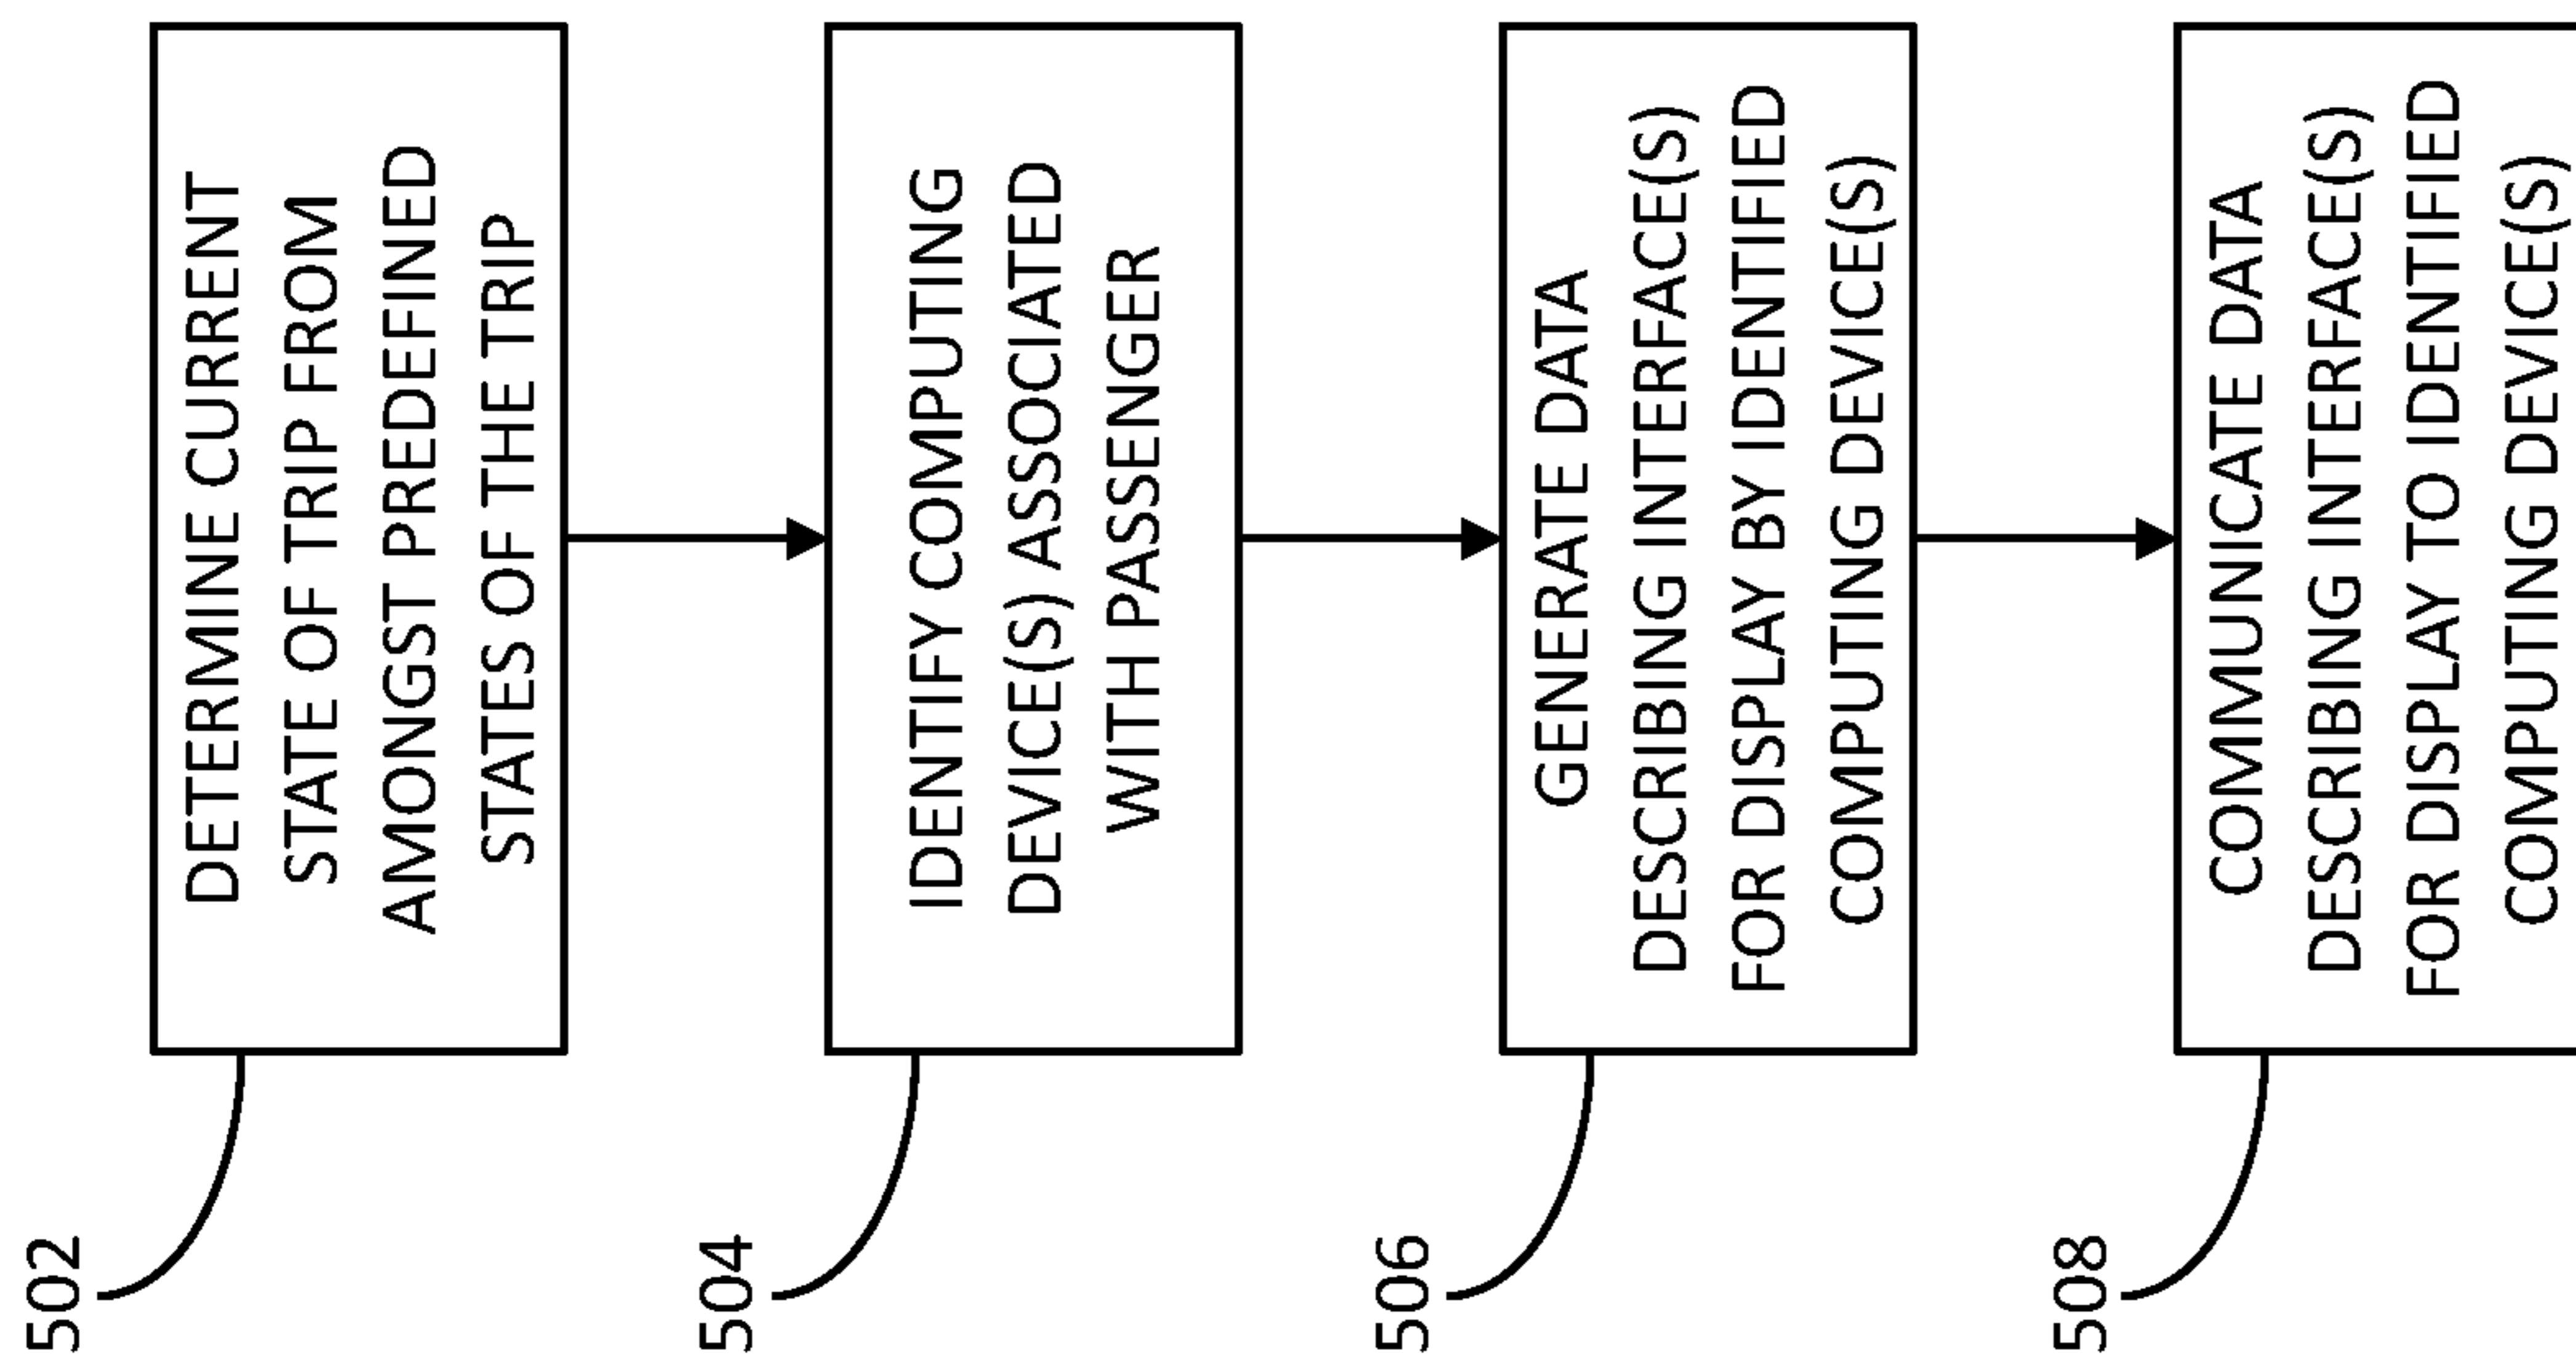 502
DETERMINE CURRENT
STATE OF TRIP FROM
AMONGST PREDEFINED
STATES OF THE TRIP
504
IDENTIFY COMPUTING
DEVICE(S) ASSOCIATED
WITH PASSENGER
506
GENERATE DATA
DESCRIBING INTERFACE(S)
FOR DISPLAY BY IDENTIFIED
COMPUTING DEVICE(S)
508
COMMUNICATE DATA
DESCRIBING INTERFACE(S)
FOR DISPLAY TO IDENTIFIED
COMPUTING DEVICE(S)